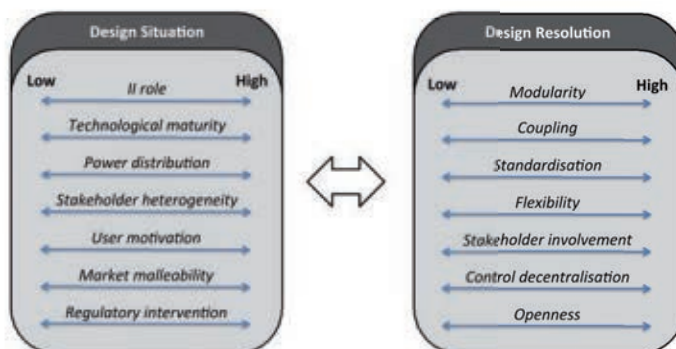 Design Situation
Low
High
II role
Technological maturity
Power distribution
Stakeholder heterogeneity
User motivation
Market malleability
Regulatory intervention
Design Resolution
Low
High
Modularity
Coupling
Standardisation
Flexibility
Stakeholder involvement
Control decentralisation
Openness